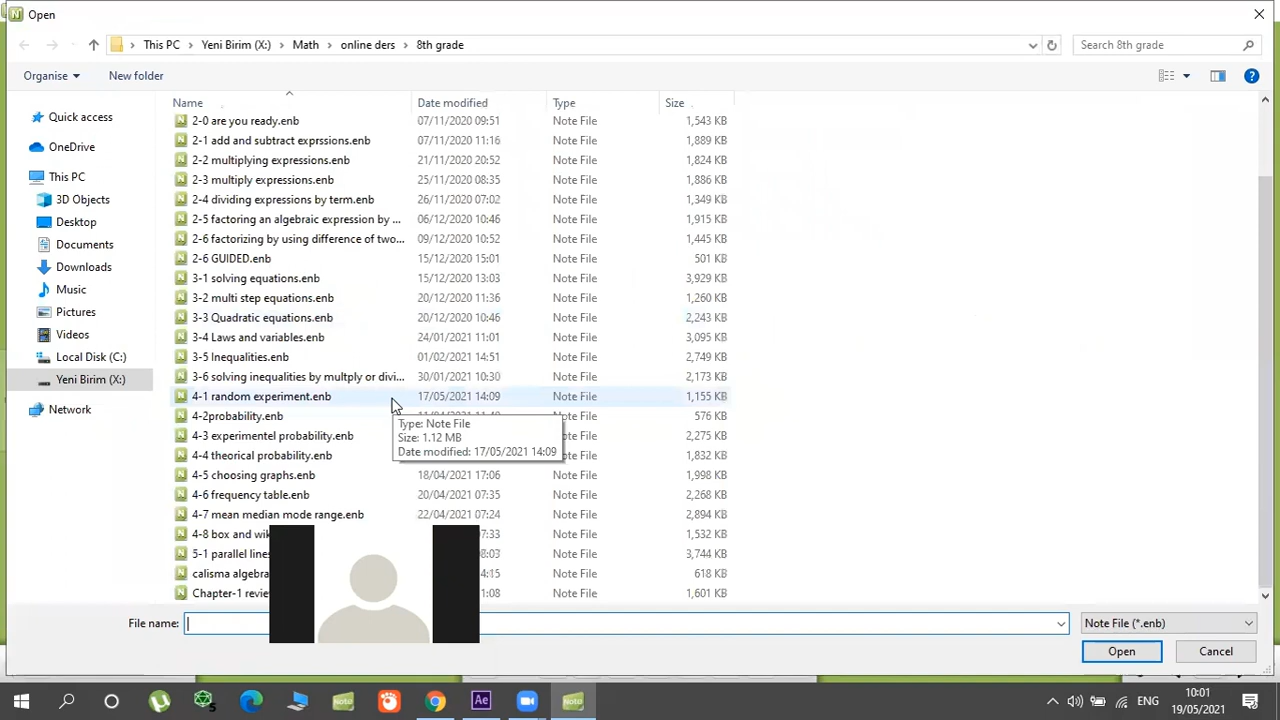 Open
This PC > Yeni Birim (X:) > Math > online ders > 8th grade
Search 8th grade
Organise
New folder
Name Date modified Type Size
2-0 are you ready.enb 07/11/2020 09:51 Note File 1,543 KB
2-1 add and subtract exprssions.enb 07/11/2020 11:16 Note File 1,889 KB
2-2 multiplying expressions.enb 21/11/2020 20:52 Note File 1,824 KB
2-3 multiply expressions.enb 25/11/2020 08:35 Note File 1,886 KB
2-4 dividing expressions by term.enb 26/11/2020 07:02 Note File 1,349 KB
2-5 factoring an algebraic expression by ... 06/12/2020 10:46 Note File 1,915 KB
2-6 factorizing by using difference of two... 09/12/2020 10:52 Note File 1,445 KB
2-6 GUIDED.enb 15/12/2020 15:01 Note File 501 KB
3-1 solving equations.enb 15/12/2020 13:03 Note File 3,929 KB
3-2 multi step equations.enb 20/12/2020 11:36 Note File 1,260 KB
3-3 Quadratic equations.enb 20/12/2020 10:46 Note File 2,243 KB
3-4 Laws and variables.enb 24/01/2021 11:01 Note File 3,095 KB
3-5 Inequalities.enb 01/02/2021 14:51 Note File 2,749 KB
3-6 solving inequalities by multply or divi... 30/01/2021 10:30 Note File 2,173 KB
4-1 random experiment.enb 17/05/2021 14:09 Note File 1,155 KB
4-2probability.enb Note File 576 KB
4-3 experimentel probability.enb Note File 2,275 KB
4-4 theorical probability.enb Note File 1,832 KB
4-5 choosing graphs.enb 18/04/2021 17:06 Note File 1,998 KB
4-6 frequency table.enb 20/04/2021 07:35 Note File 2,268 KB
4-7 mean median mode range.enb 22/04/2021 07:24 Note File 2,894 KB
4-8 box and 07:33 Note File 1,532 KB
5-1 parallel 08:03 Note File 3,744 KB
calisma Note File 618 KB
Chapter-1 Note File 1,601 KB
Type: Note File
Size: 1.12 MB
Date modified: 17/05/2021 14:09
Quick access
OneDrive
This PC
3D Objects
Desktop
Documents
Downloads
Music
Pictures
Videos
Local Disk (C:)
Yeni Birim (X:)
Network
File name:
Note File (*.enb)
Open
Cancel
ENG
10:01
19/05/2021